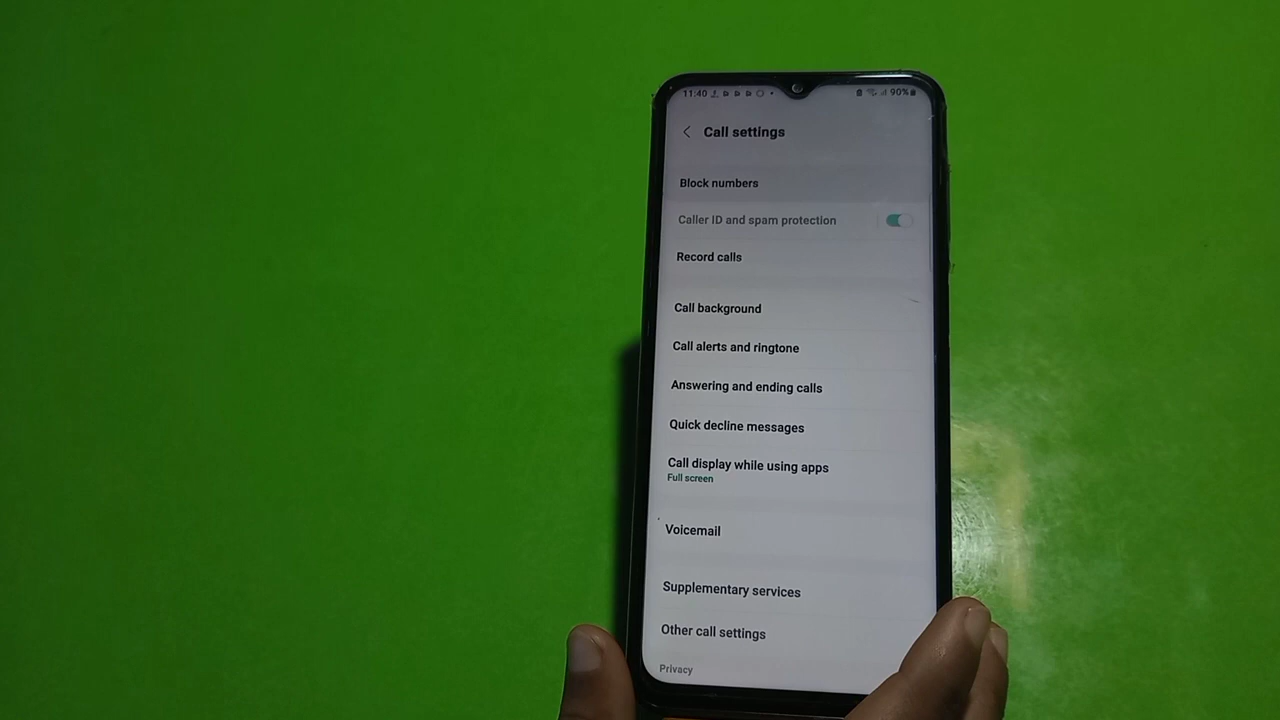 11:40
90%
Call settings
Block numbers
Caller ID and spam protection
Record calls
Call background
Call alerts and ringtone
Answering and ending calls
Quick decline messages
Call display while using apps
Full screen
Voicemail
Supplementary services
Other call settings
Privacy